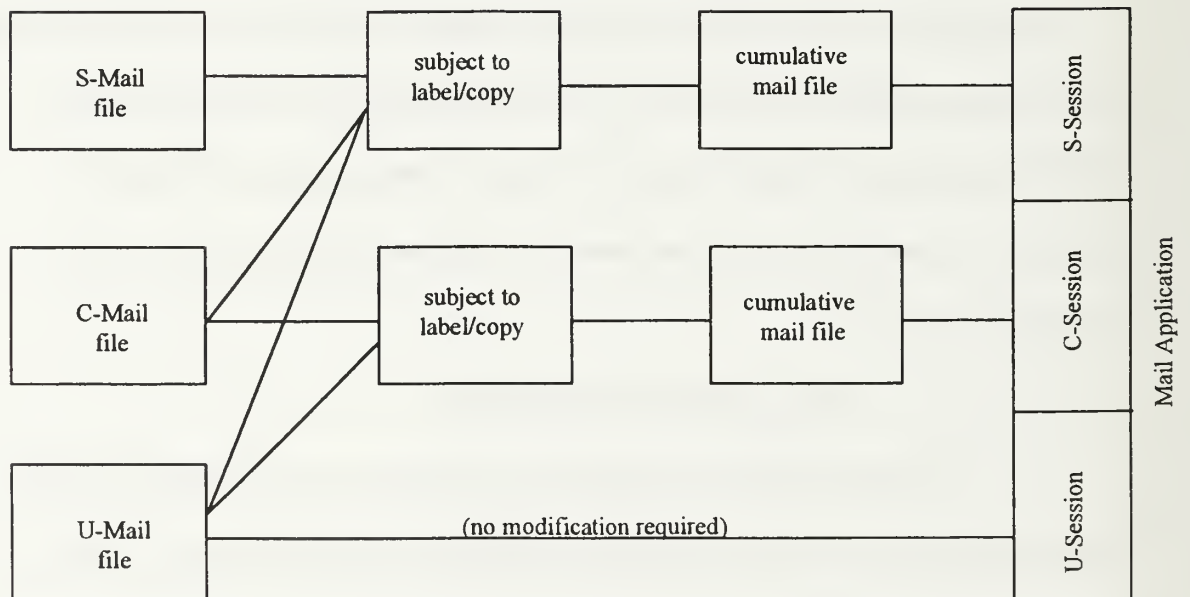 S-Mail
file
subject to
label/copy
cumulative
mail file
S-Session
C-Mail
file
subject to
label/copy
cumulative
mail file
C-Session
Mail Application
U-Mail
file
(no modification required)
U-Session